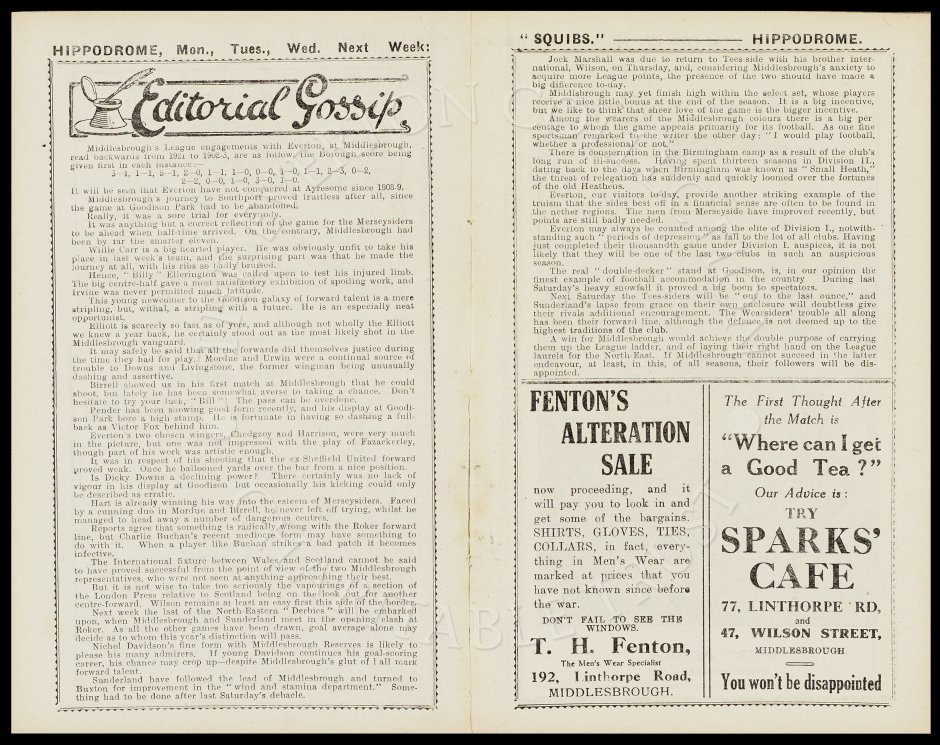 HIPPODROME, Mon., Tues., Wed. Next Week:
Editorial Gossip.
Middlesbrough's League engagements with Everton, at Middlesbrough,
read backwards from 1921 to 1902-3, are as follow, the Borough score being
given first in each instance—
3—1, 1—1, 5—1, 2—0, 1—1, 1—0, 0—0, 1—0, 1—1, 2—3, 0—2,
2—2, 0—0, 1—0, 3—0, 1—0.
It will be seen that Everton have not conquered at Ayresome since 1908-9.
Middlesbrough's journey to Southport proved fruitless after all, since
the game at Goodison Park had to be abandoned.
Really, it was a sore trial for everybody.
It was anything but a correct reflection of the game for the Merseysiders
to be ahead when half-time arrived. On the contrary, Middlesbrough had
been by far the smarter eleven.
Willie Carr is a big hearted player. He was obviously unfit to take his
place in last week's team, and the surprising part was that he made the
journey at all, with his ribs so badly bruised.
Hence, "Billy" Ellerington was called upon to test his injured limb.
The big centre-half gave a most satisfactory exhibition of spoiling work, and
Irvine was never permitted much latitude.
This young newcomer to the Goodison galaxy of forward talent is a mere
stripling, but, withal, a stripling with a future. He is an especially neat
opportunist.
Elliott is scarcely so fast as of yore, and although not wholly the Elliott
we knew a year back, he certainly stood out as the most likely shot in the
Middlesbrough vanguard.
It may safely be said that all the forwards did themselves justice during
the time they had for play. Mordue and Urwin were a continual source of
trouble to Downs and Livingstone, the former wingman being unusually
dashing and assertive.
Birrell showed us in his first match at Middlesbrough that he could
shoot, but lately he has been somewhat averse to taking a chance. Don't
hesitate to try your luck, "Bill"! The pass can be overdone.
Pender has been showing good form recently, and his display at Goodi-
son Park bore a high stamp. He is fortunate in having so dashing a full-
back as Victor Fox behind him.
Everton's two chosen wingers, Chedgzoy and Harrison, were very much
in the picture, but one was not impressed with the play of Fazackerley,
though part of his work was artistic enough.
It was in respect of his shooting that the ex-Sheffield United forward
proved weak. Once he ballooned yards over the bar from a nice position.
Is Dicky Downs a declining power? There certainly was no lack of
vigour in his display at Goodison but occasionally his kicking could only
be described as erratic.
Hart is already winning his way into the esteem of Merseysiders. Faced
by a cunning duo in Mordue and Birrell, he never left off trying, whilst he
managed to head away a number of dangerous centres.
Reports agree that something is radically wrong with the Roker forward
line, but Charlie Buchan's recent mediocre form may have something to
do with it. When a player like Buchan strikes a bad patch it becomes
infective.
The International fixture between Wales and Scotland cannot be said
to have proved successful from the point of view of the two Middlesbrough
representatives, who were not seen at anything approaching their best.
But it is not wise to take too seriously the vapourings of a section of
the London Press relative to Scotland being on the look out for another
centre-forward. Wilson remains at least an easy first this side of the border.
Next week the last of the North-Eastern "Derbies" will be embarked
upon, when Middlesbrough and Sunderland meet in the opening clash at
Roker. As all the other games have been drawn, goal average alone may
decide as to whom this year's distinction will pass.
Nichol Davidson's fine form with Middlesbrough Reserves is likely to
please his many admirers. If young Davidson continues his goal-scoring
career, his chance may crop up—despite Middlesbrough's glut of 1 all mark
forward talent.
Sunderland have followed the lead of Middlesbrough and turned to
Buxton for improvement in the "wind and stamina department." Some-
thing had to be done after last Saturday's debacle.
"SQUIBS." HIPPODROME.
Jock Marshall was due to return to Tees-side with his brother inter-
national, Wilson, on Thursday, and, considering Middlesbrough's anxiety to
acquire more League points, the presence of the two should have made a
big difference to-day.
Middlsbrough may yet finish high within the select set, whose players
receive a nice little bonus at the end of the season. It is a big incentive,
but we like to think that sheer love of the game is the bigger incentive.
Among the wearers of the Middlesbrough colours there is a big per
centage to whom the game appeals primarily for its football. As one fine
sportsman remarked to the writer the other day: "I would play football,
whether a professional or not."
There is consternation in the Birmingham camp as a result of the club's
long run of ill-success. Having spent thirteen seasons in Division II.,
dating back to the days when Birmingham was known as "Small Heath,"
the threat of relegation has suddenly and quickly loomed over the fortunes
of the old Heathens.
Everton, our visitors to-day, provide another striking example of the
truism that the sides best off in a financial sense are often to be found in
the nether regions. The men from Merseyside have improved recently, but
points are still badly needed.
Everton may always be counted among the elite of Division I., notwith-
standing such "periods of depression" as fall to the lot of all clubs. Having
just completed their thousandth game under Division I. auspices, it is not
likely that they will be one of the last two clubs in such an auspicious
season.
The real "double-decker" stand at Goodison, is, in our opinion the
finest example of football accommodation in the country. During last
Saturday's heavy snowfall it proved a big boon to spectators.
Next Saturday the Tees-siders will be "out to the last ounce," and
Sunderland's lapse from grace on their own enclosure will doubtless give
their rivals additional encouragement. The Wearsiders' trouble all along
has been their forward line, although the defence is not deemed up to the
highest traditions of the club.
A win for Middlesbrough would achieve the double purpose of carrying
them up the League ladder, and of laying their right hand on the League
laurels for the North-East. If Middlesbrough cannot succeed in the latter
endeavour, at least, in this, of all seasons, their followers will be dis-
appointed.
FENTON'S
ALTERATION
SALE
now proceeding, and it
will pay you to look in and
get some of the bargains.
SHIRTS, GLOVES, TIES,
COLLARS, in fact, every-
thing in Men's Wear are
marked at prices that you
have not known since before
the war.
DON'T FAIL TO SEE THE
WINDOWS.
T. H. Fenton,
The Men's Wear Specialist
192, Linthorpe Road,
MIDDLESBROUGH.
The First Thought After
the Match is
"Where can I get
a Good Tea?"
Our Advice is:
TRY
SPARKS'
CAFE
77, LINTHORPE RD,
and
47, WILSON STREET,
MIDDLESBROUGH
You won't be disappointed